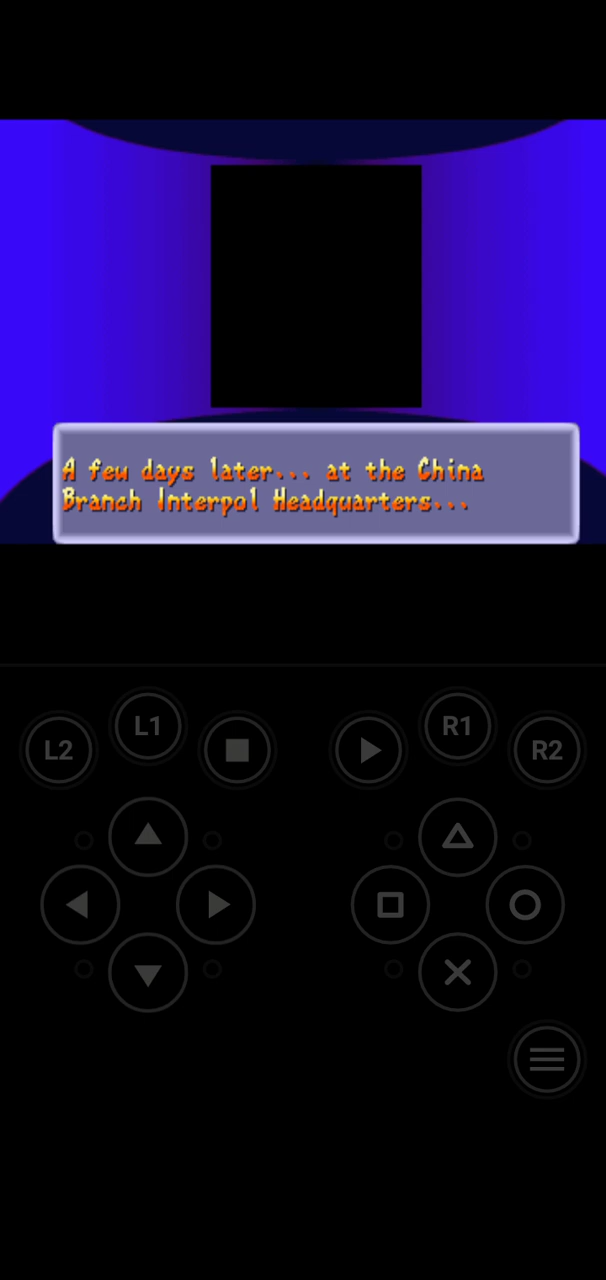 A few days later... at the China
Branch Interpol Headquarters...
L2
L1
R1
R2